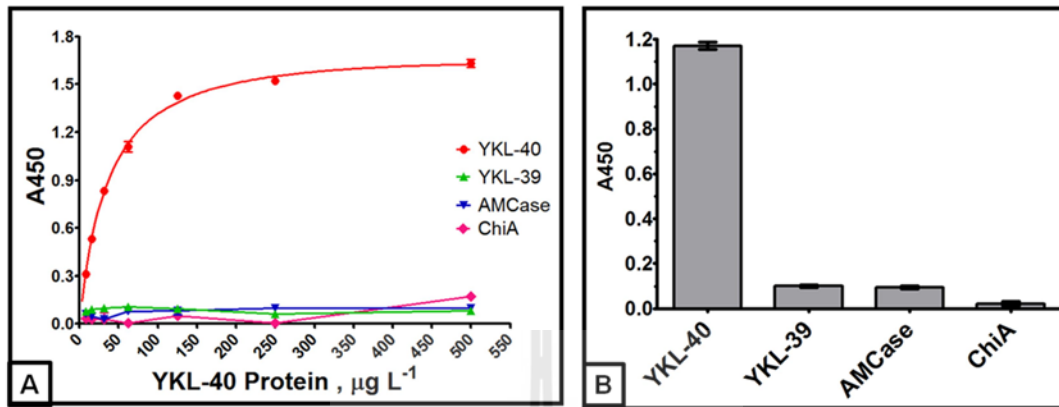 1.8
1.5
1.2
0.9
0.6
0.3
0.0
A450
YKL-40
YKL-39
AMCase
ChiA
0 50 100 150 200 250 300 350 400 450 500 550
YKL-40 Protein , μg L-1
A
1.2
1.0
0.8
0.6
0.4
0.2
0.0
A450
YKL-40 YKL-39 AMCase ChiA
B